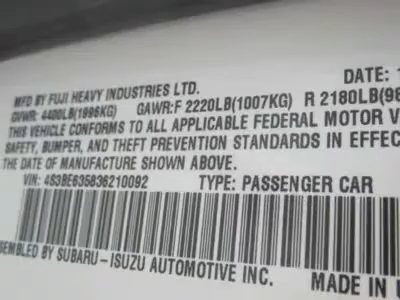 MFD BY FUJI HEAVY INDUSTRIES LTD. DATE: 1
GVWR: 4400LB(1996KG) GAWR:F 2220LB(1007KG) R 2180LB(98
THIS VEHICLE CONFORMS TO ALL APPLICABLE FEDERAL MOTOR V
SAFETY, BUMPER, AND THEFT PREVENTION STANDARDS IN EFFEC
THE DATE OF MANUFACTURE SHOWN ABOVE.
VIN: 4S3BE635836210092 TYPE: PASSENGER CAR
SEMBLED BY SUBARU-ISUZU AUTOMOTIVE INC. MADE IN